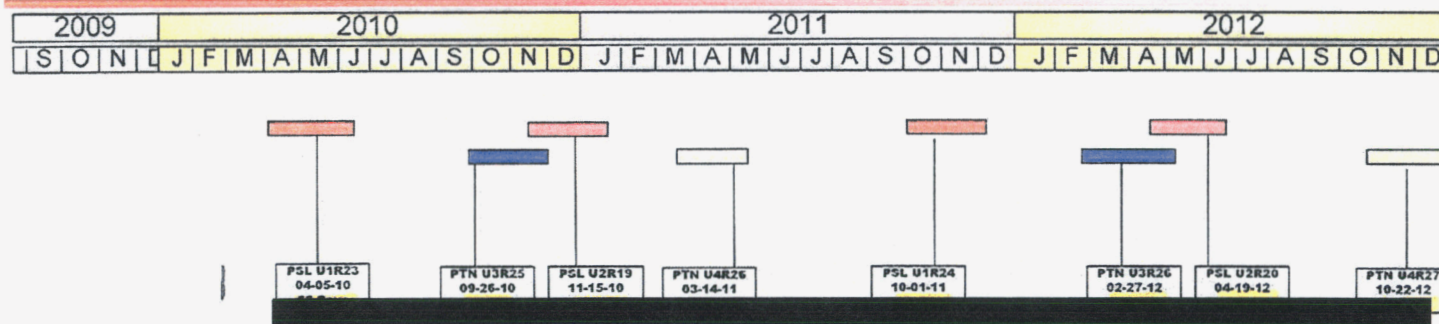 2009 2010 2011 2012
S O N D J F M A M J J A S O N D J F M A M J J A S O N D J F M A M J J A S O N D
PSL U1R23
04-05-10
PTN U3R25
09-26-10
PSL U2R19
11-15-10
PTN U4R26
03-14-11
PSL U1R24
10-01-11
PTN U3R26
02-27-12
PSL U2R20
04-19-12
PTN U4R27
10-22-12